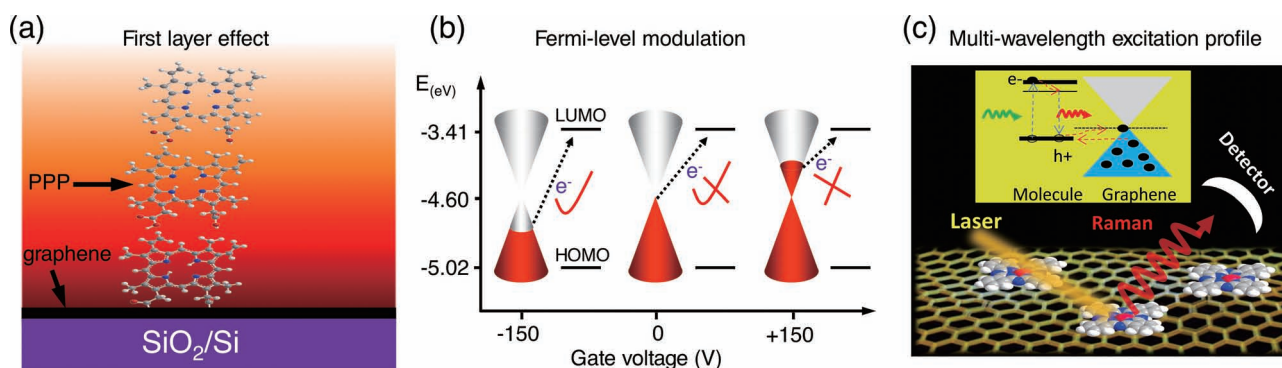 (a)
First layer effect
PPP
graphene
SiO₂/Si
(b)
Fermi-level modulation
E(eV)
-3.41
-4.60
-5.02
LUMO
HOMO
e⁻
e⁻
e⁻
-150
0
+150
Gate voltage (V)
(c)
Multi-wavelength excitation profile
e-
h+
Molecule
Graphene
Laser
Raman
Detector